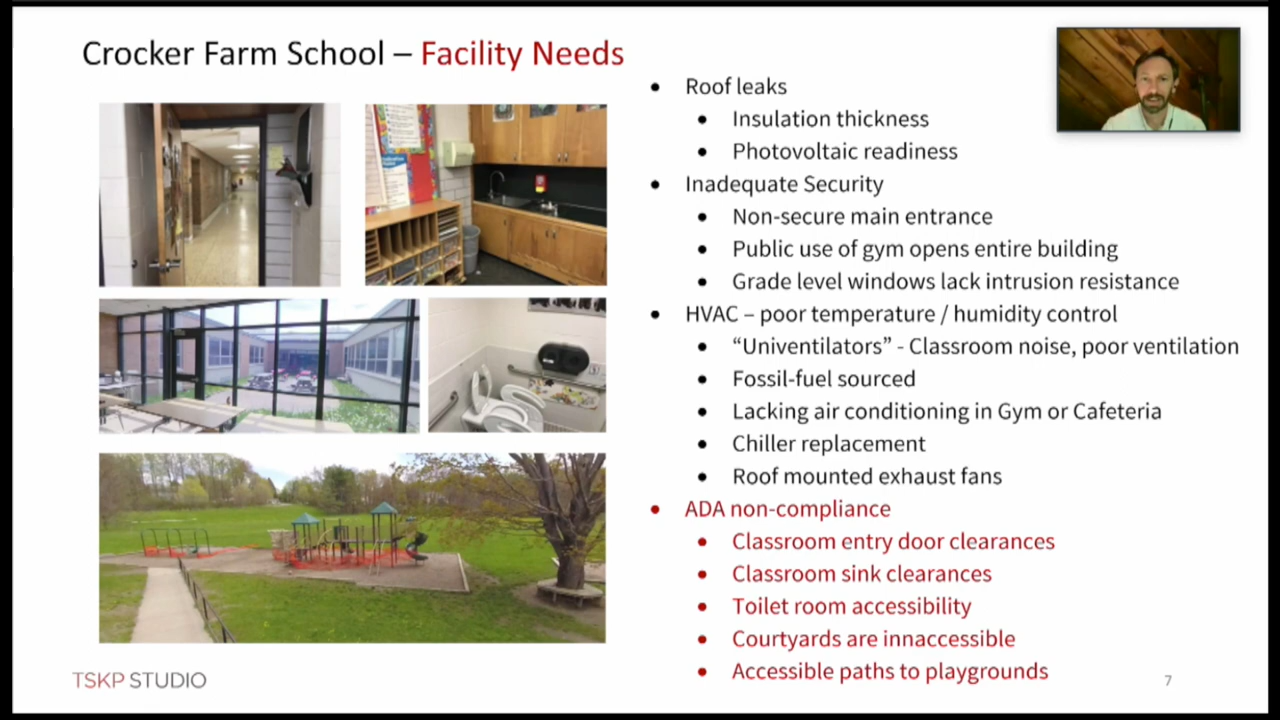 Crocker Farm School – Facility Needs
Roof leaks
Insulation thickness
Photovoltaic readiness
Inadequate Security
Non-secure main entrance
Public use of gym opens entire building
Grade level windows lack intrusion resistance
HVAC – poor temperature / humidity control
“Univentilators” - Classroom noise, poor ventilation
Fossil-fuel sourced
Lacking air conditioning in Gym or Cafeteria
Chiller replacement
Roof mounted exhaust fans
ADA non-compliance
Classroom entry door clearances
Classroom sink clearances
Toilet room accessibility
Courtyards are innaccessible
Accessible paths to playgrounds
TSKP STUDIO
7